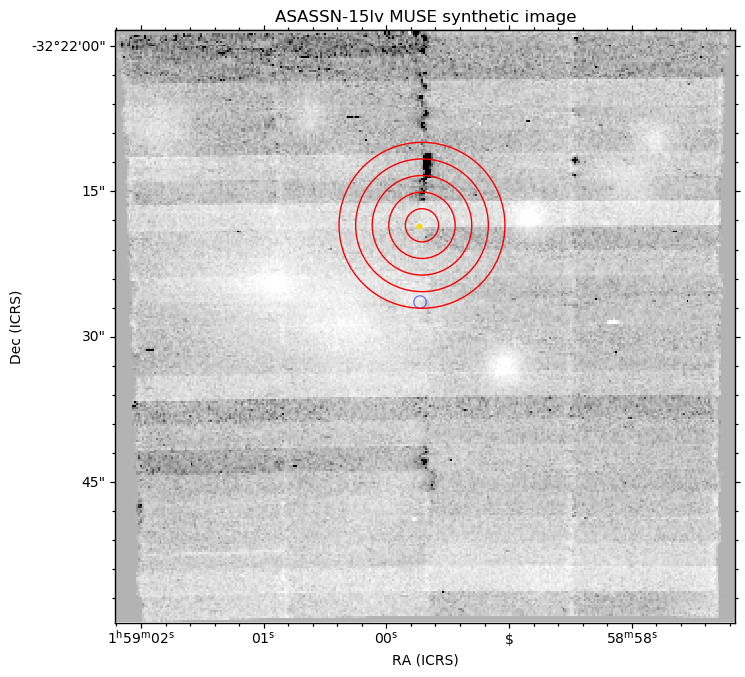 ASASSN-15lv MUSE synthetic image
-32°22'00"
15"
30"
45"
Dec (ICRS)
1ʰ59ᵐ02ˢ
01ˢ
00ˢ
$
58ᵐ58ˢ
RA (ICRS)